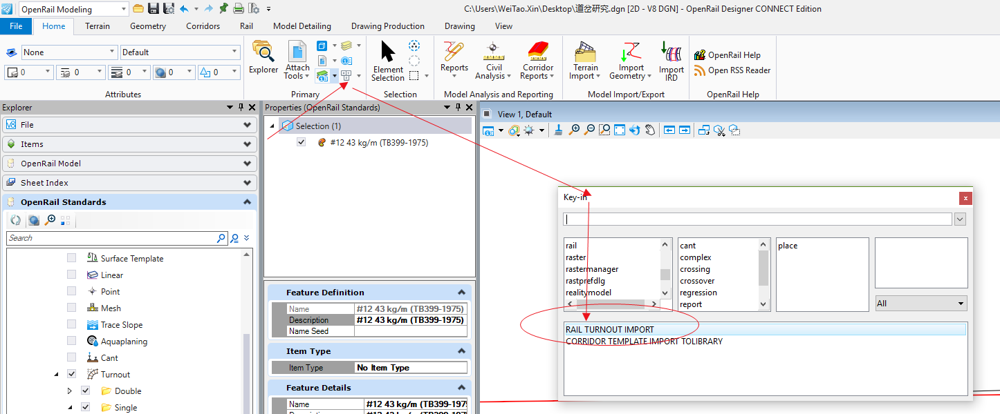 OpenRail Modeling
C:\Users\WeiTao.Xin\Desktop\道岔研究.dgn [2D - V8 DGN] - OpenRail Designer CONNECT Edition
File Home Terrain Geometry Corridors Rail Model Detailing Drawing Production Drawing View
None Default
0 0 0 0 0
Attributes
Explorer
Attach Tools
Primary
Element Selection
Selection
Reports
Civil Analysis
Corridor Reports
Model Analysis and Reporting
Terrain Import
Import Geometry
Import IRD
Model Import/Export
OpenRail Help
Open RSS Reader
OpenRail Help
Explorer
File
Items
OpenRail Model
Sheet Index
OpenRail Standards
Search
Surface Template
Linear
Point
Mesh
Trace Slope
Aquaplaning
Cant
Turnout
Double
Single
Properties (OpenRail Standards)
Selection (1)
#12 43 kg/m (TB399-1975)
Feature Definition
Name #12 43 kg/m (TB399-1975)
Description #12 43 kg/m (TB399-1975)
Name Seed
Item Type
Item Type No Item Type
Feature Details
Name #12 43 kg/m (TB399-197
View 1, Default
Key-in
x
rail
raster
rastermanager
rastprefdlg
realitymodel
cant
complex
crossing
crossover
regression
report
place
All
RAIL TURNOUT IMPORT
CORRIDOR TEMPLATE IMPORT TOLIBRARY